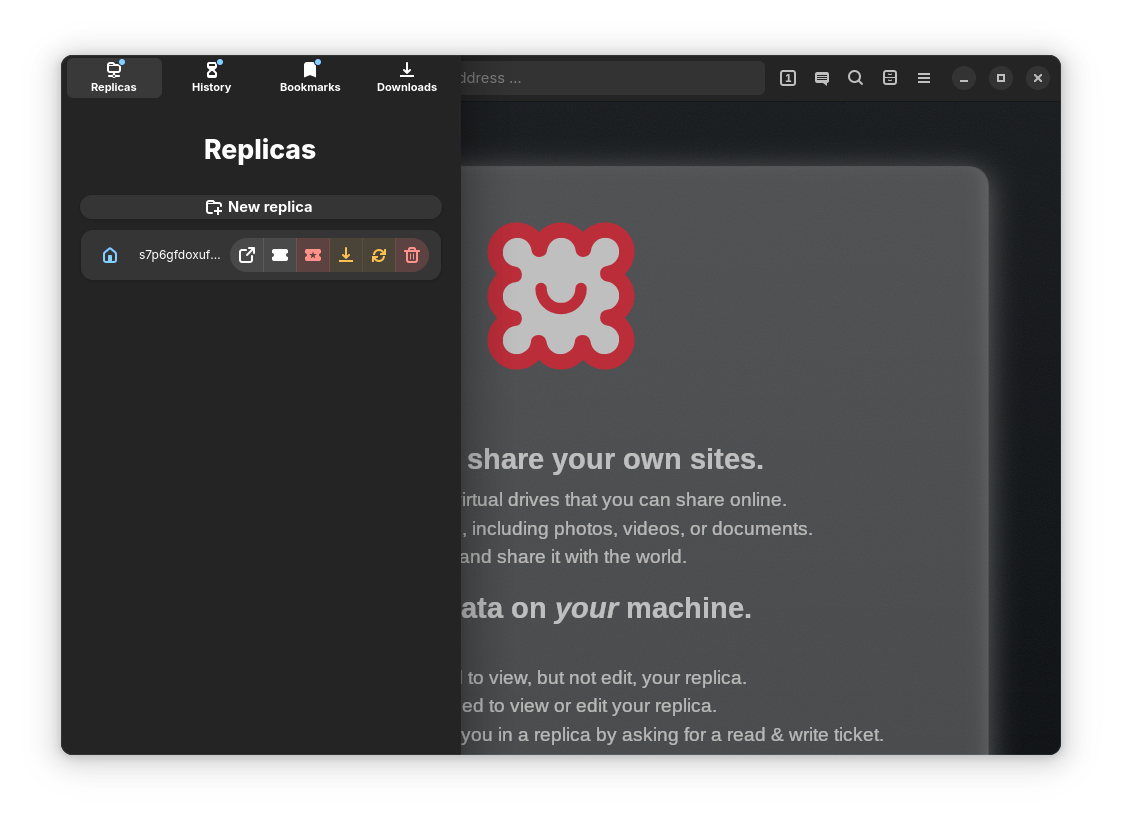 Replicas
History
Bookmarks
Downloads
ddress ...
1
Replicas
New replica
s7p6gfdoxuf...
share your own sites.
irtual drives that you can share online.
, including photos, videos, or documents.
and share it with the world.
ata on your machine.
to view, but not edit, your replica.
ed to view or edit your replica.
you in a replica by asking for a read & write ticket.